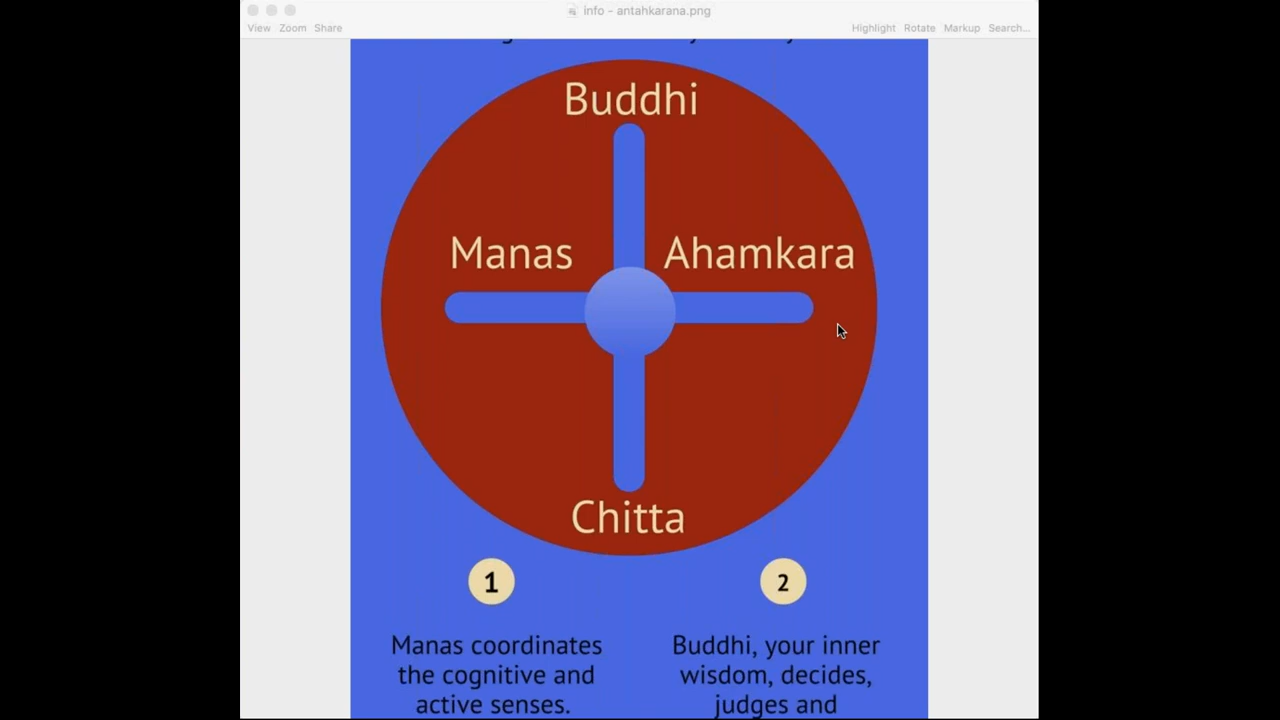 info - antahkarana.png
View Zoom Share Highlight Rotate Markup Search...
Buddhi
Manas Ahamkara
Chitta
1 2
Manas coordinates
the cognitive and
active senses.
Buddhi, your inner
wisdom, decides,
judges and